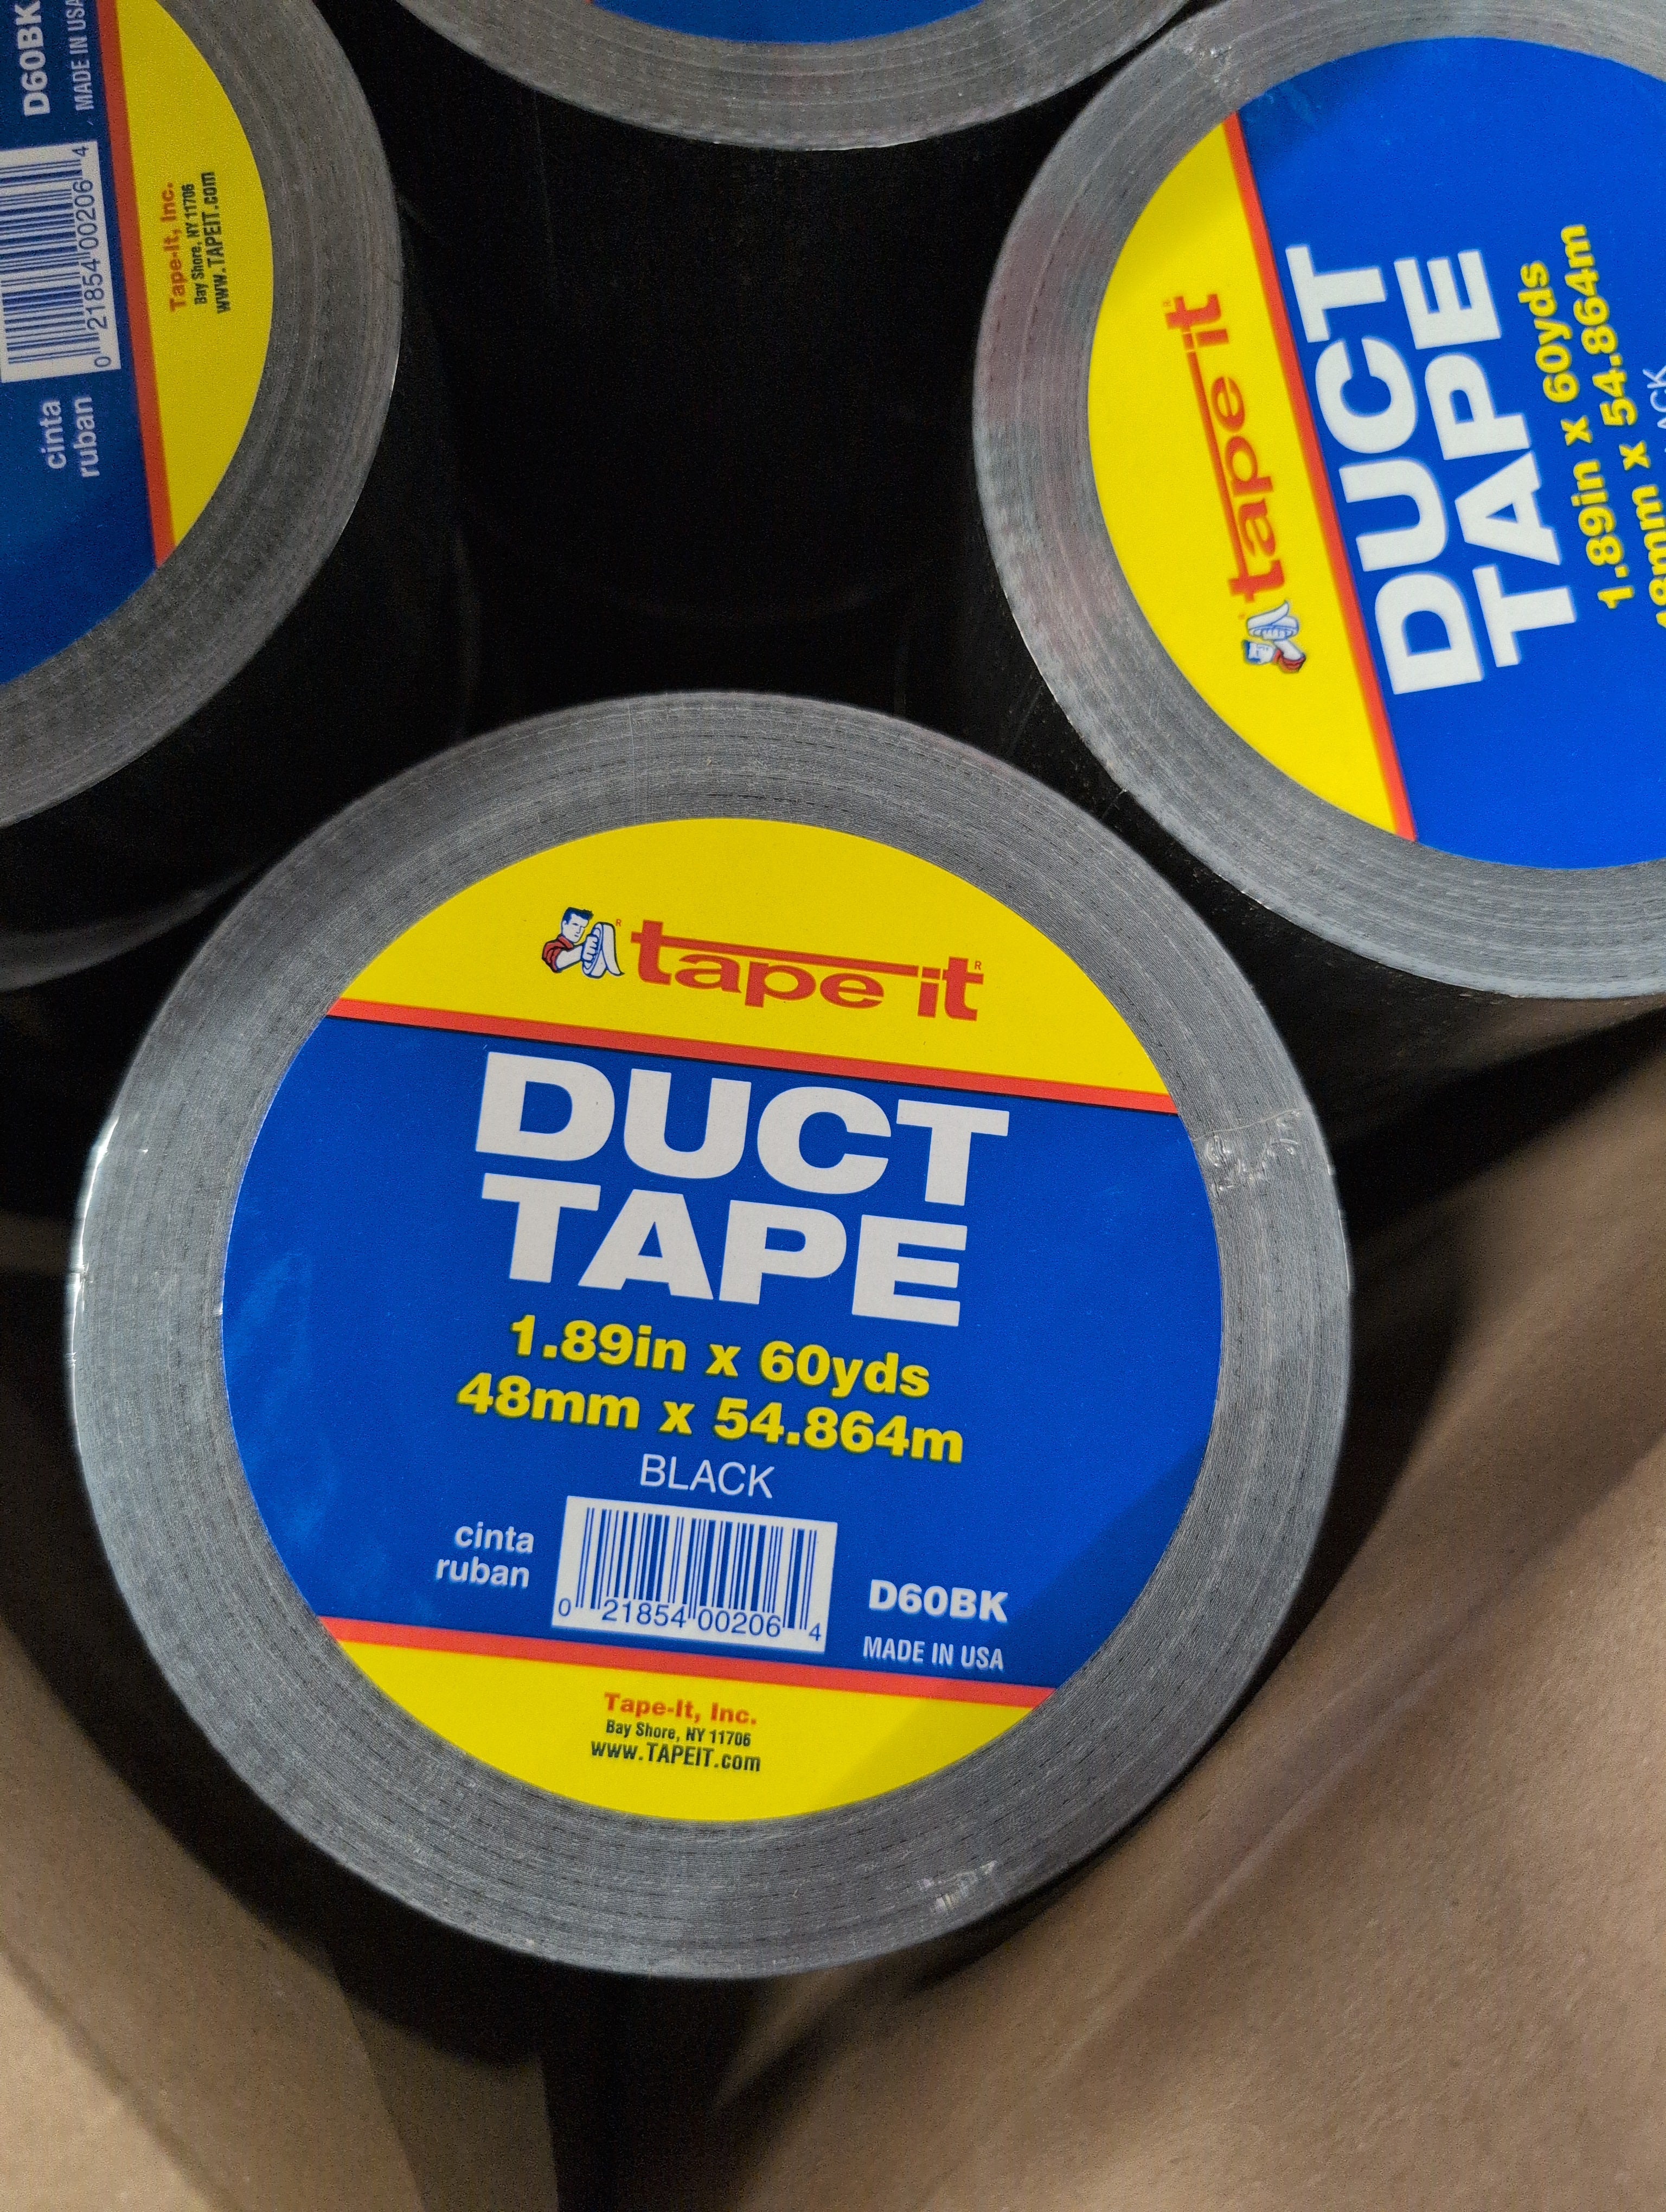 D60BK
MADE IN USA
0 21854 00206 4
cinta
ruban
Tape-It, Inc.
Bay Shore, NY 11706
www.TAPEIT.com
tape it®
DUCT
TAPE
1.89in x 60yds
48mm x 54.864m
® tape it®
DUCT
TAPE
1.89in x 60yds
48mm x 54.864m
BLACK
cinta
ruban
0 21854 00206 4
D60BK
MADE IN USA
Tape-It, Inc.
Bay Shore, NY 11706
www.TAPEIT.com